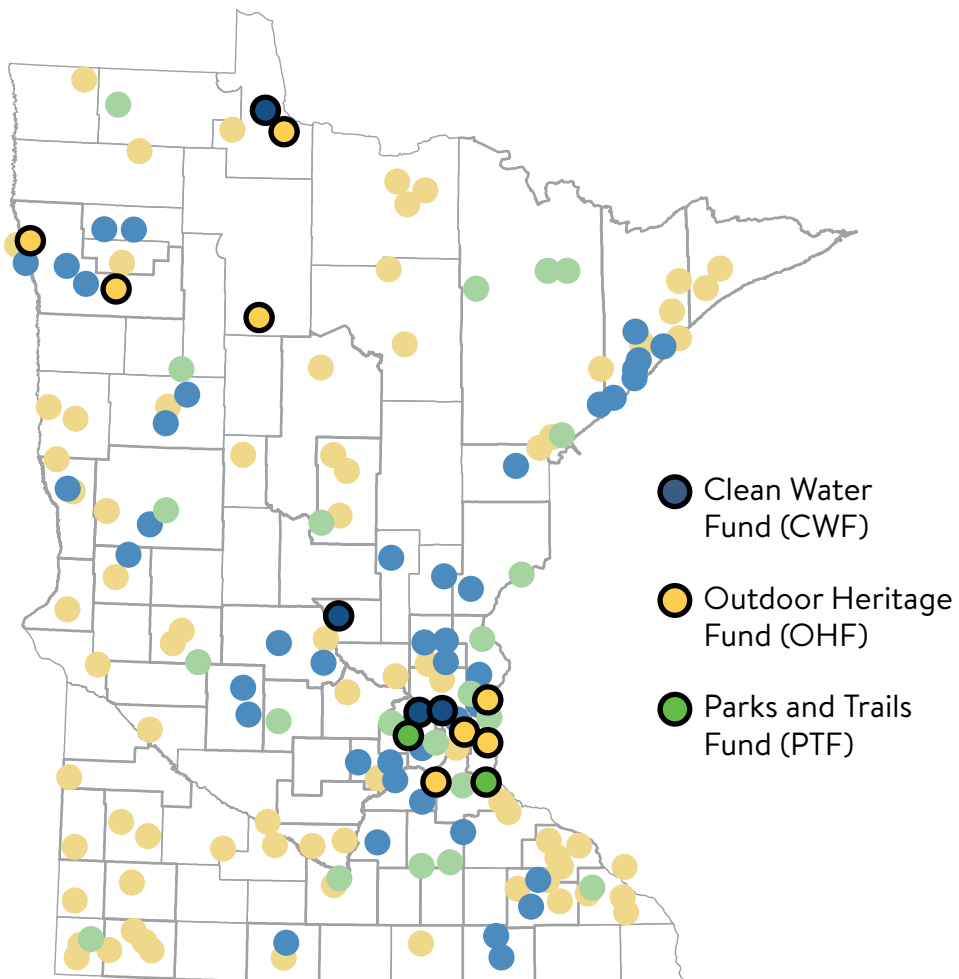 Clean Water
Fund (CWF)
Outdoor Heritage
Fund (OHF)
Parks and Trails
Fund (PTF)